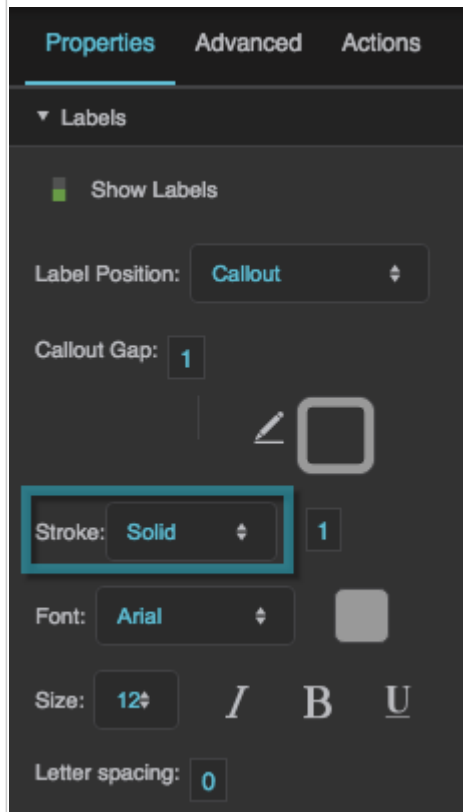 Properties Advanced Actions
Labels
Show Labels
Label Position: Callout
Callout Gap: 1
Stroke: Solid 1
Font: Arial
Size: 12 I B U
Letter spacing: 0